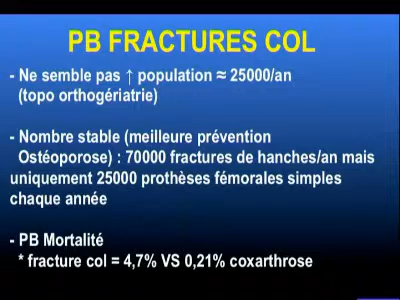 PB FRACTURES COL
- Ne semble pas ↑ population ≈ 25000/an
(topo orthogériatrie)
- Nombre stable (meilleure prévention
Ostéoporose) : 70000 fractures de hanches/an mais
uniquement 25000 prothèses fémorales simples
chaque année
- PB Mortalité
* fracture col = 4,7% VS 0,21% coxarthrose